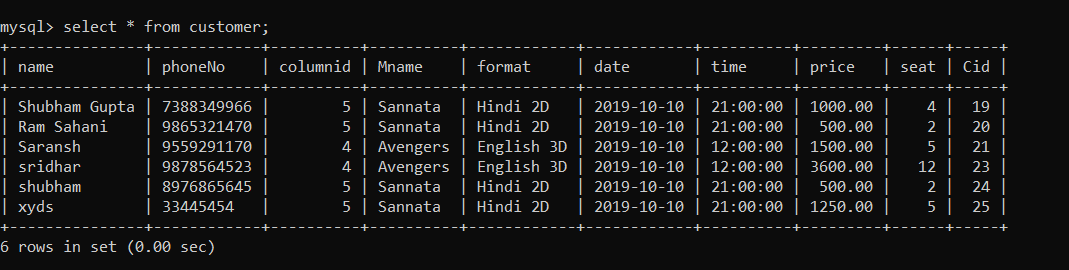 mysql> select * from customer;
+---------------+------------+----------+----------+------------+------------+----------+---------+------+-----+
| name          | phoneNo    | columnid | Mname    | format     | date       | time     | price   | seat | Cid |
+---------------+------------+----------+----------+------------+------------+----------+---------+------+-----+
| Shubham Gupta | 7388349966 |        5 | Sannata  | Hindi 2D   | 2019-10-10 | 21:00:00 | 1000.00 |    4 |  19 |
| Ram Sahani    | 9865321470 |        5 | Sannata  | Hindi 2D   | 2019-10-10 | 21:00:00 |  500.00 |    2 |  20 |
| Saransh       | 9559291170 |        4 | Avengers | English 3D | 2019-10-10 | 12:00:00 | 1500.00 |    5 |  21 |
| sridhar       | 9878564523 |        4 | Avengers | English 3D | 2019-10-10 | 12:00:00 | 3600.00 |   12 |  23 |
| shubham       | 8976865645 |        5 | Sannata  | Hindi 2D   | 2019-10-10 | 21:00:00 |  500.00 |    2 |  24 |
| xyds          | 33445454   |        5 | Sannata  | Hindi 2D   | 2019-10-10 | 21:00:00 | 1250.00 |    5 |  25 |
+---------------+------------+----------+----------+------------+------------+----------+---------+------+-----+
6 rows in set (0.00 sec)